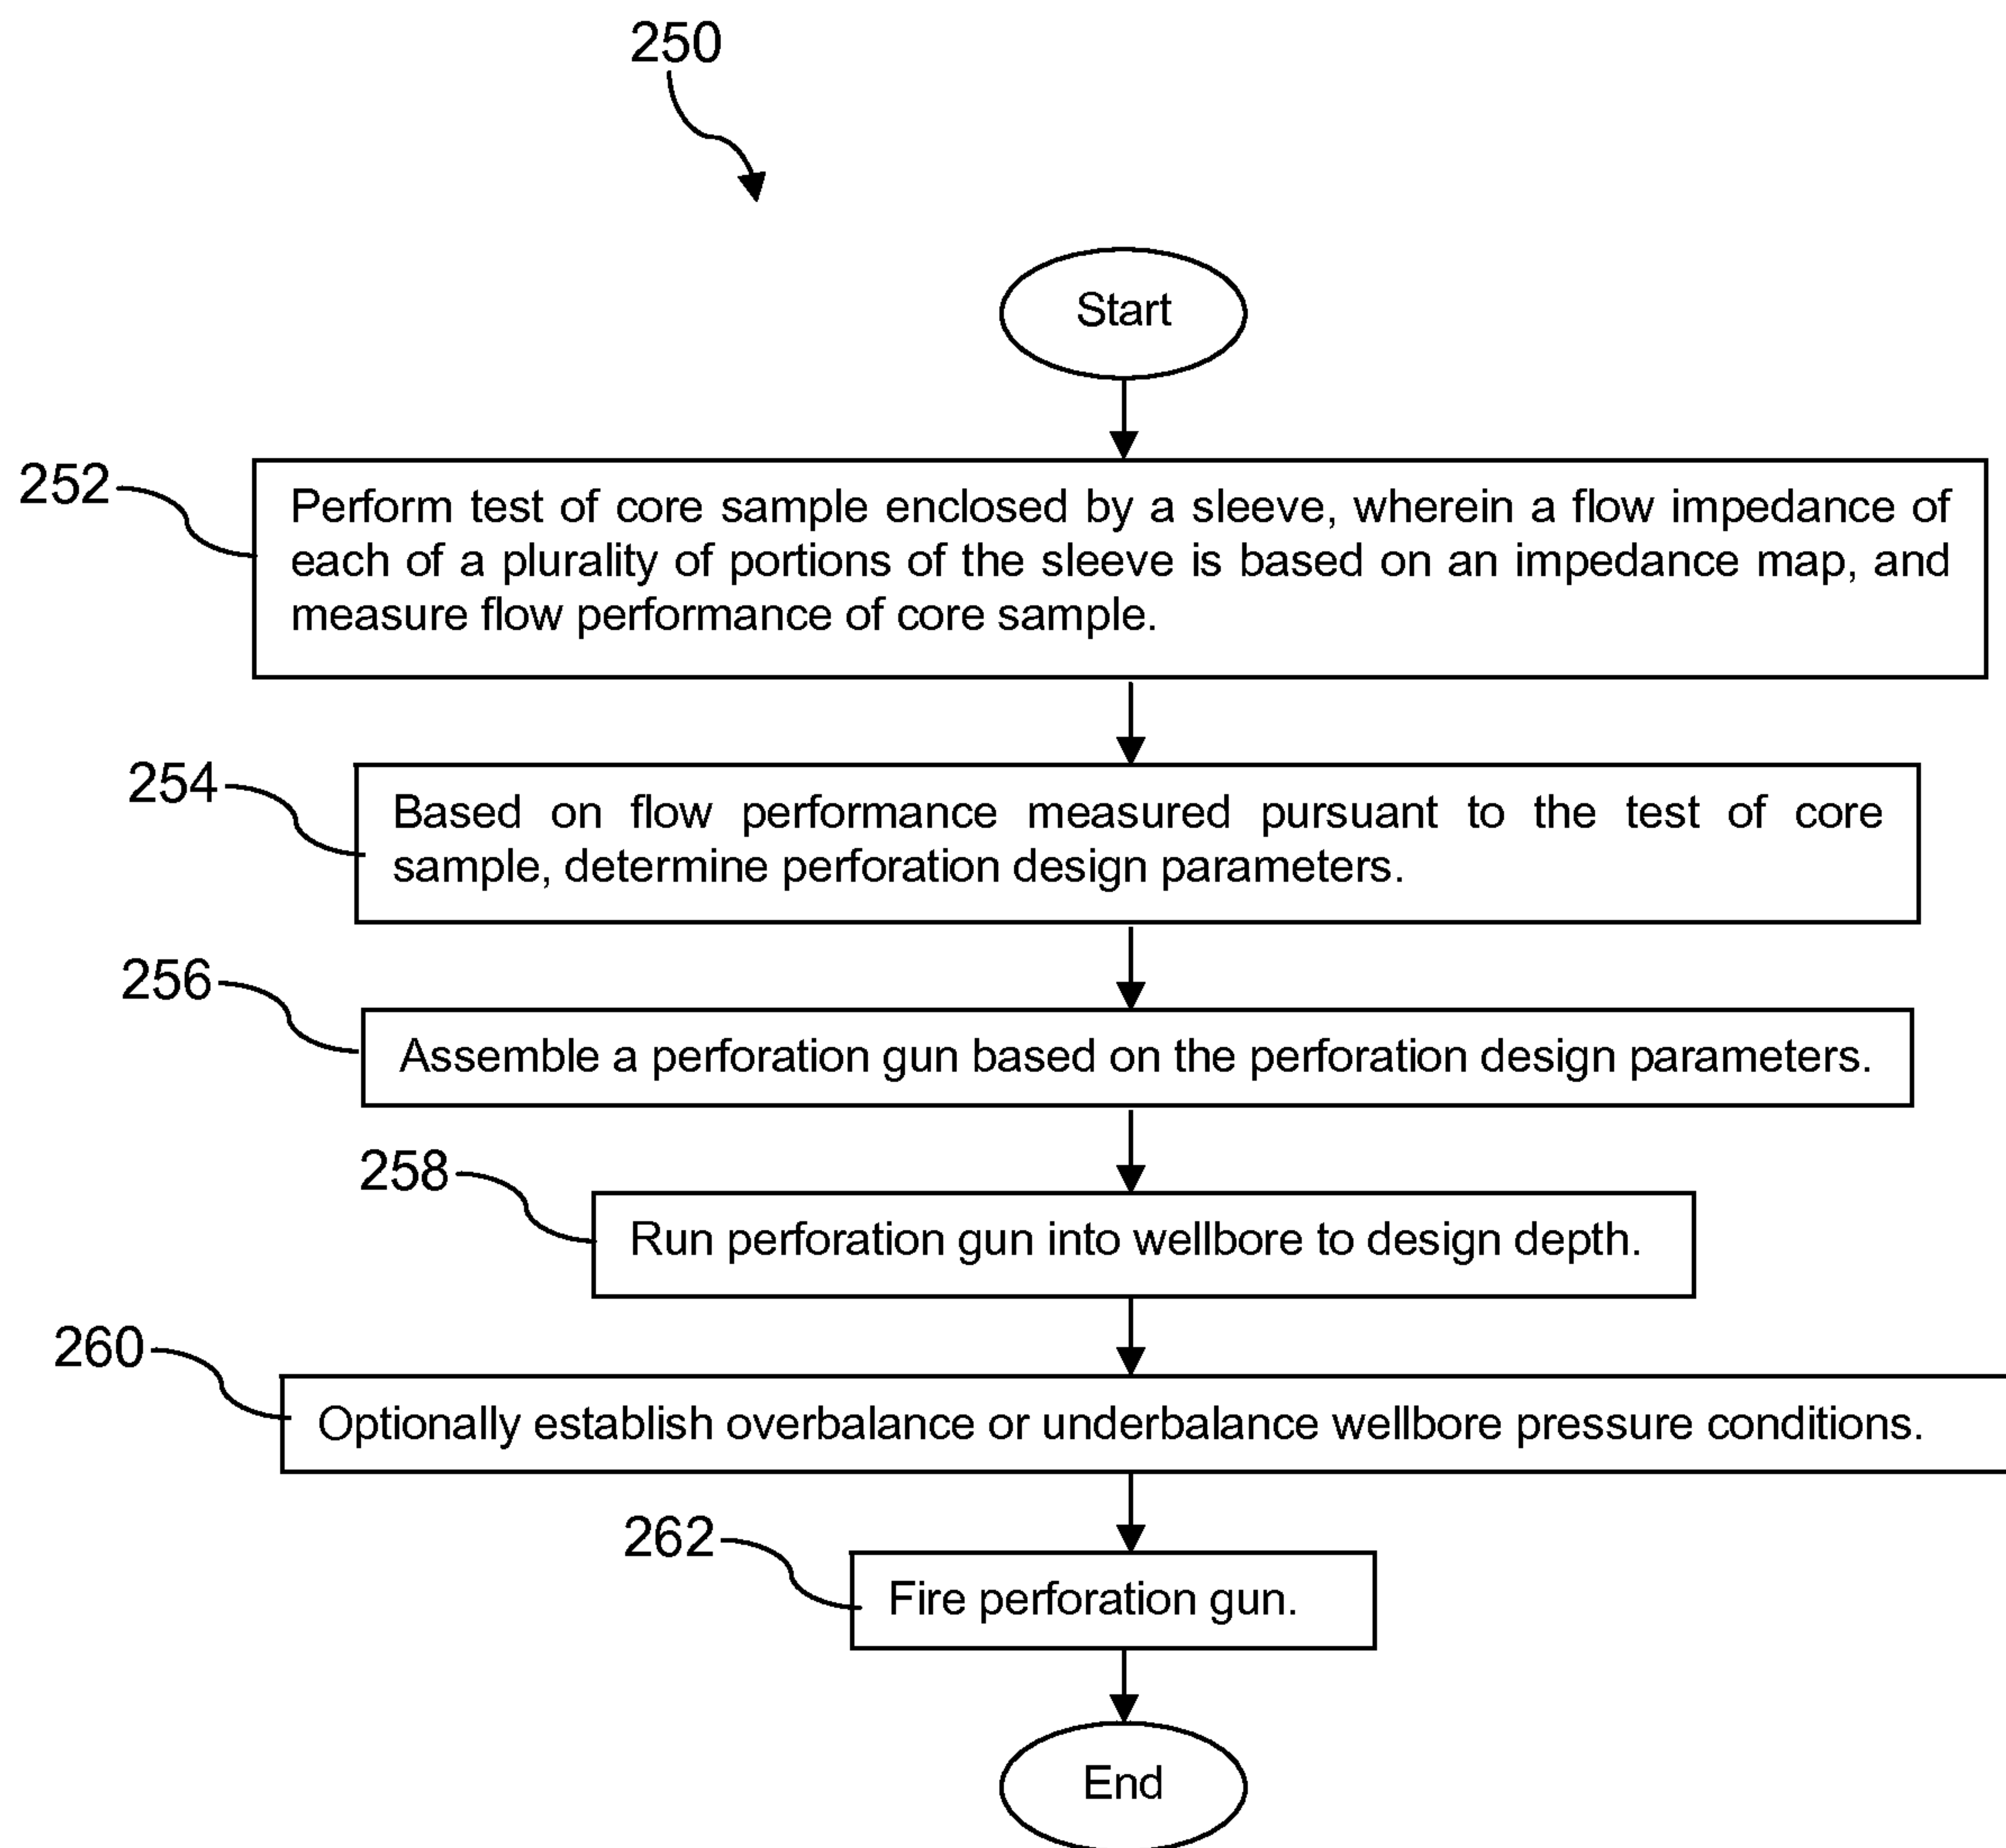 250
Start
252
Perform test of core sample enclosed by a sleeve, wherein a flow impedance of
each of a plurality of portions of the sleeve is based on an impedance map, and
measure flow performance of core sample.
254
Based on flow performance measured pursuant to the test of core
sample, determine perforation design parameters.
256
Assemble a perforation gun based on the perforation design parameters.
258
Run perforation gun into wellbore to design depth.
260
Optionally establish overbalance or underbalance wellbore pressure conditions.
262
Fire perforation gun.
End